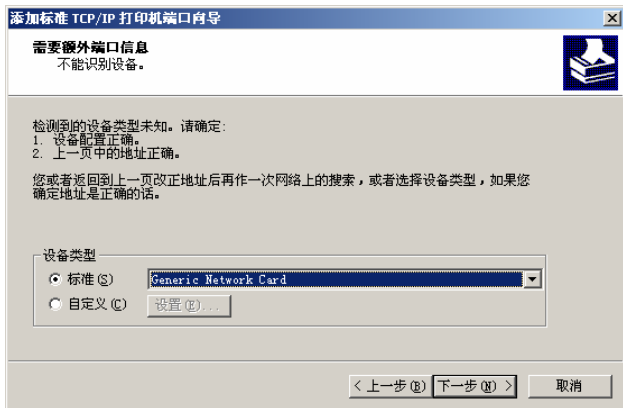 添加标准 TCP/IP 打印机端口向导
需要额外端口信息
不能识别设备。
检测到的设备类型未知。请确定:
1. 设备配置正确。
2. 上一页中的地址正确。
您或者返回到上一页改正地址后再作一次网络上的搜索，或者选择设备类型，如果您
确定地址是正确的话。
设备类型
标准(S)
Generic Network Card
自定义(C)
设置(E)...
< 上一步(B)
下一步(N) >
取消